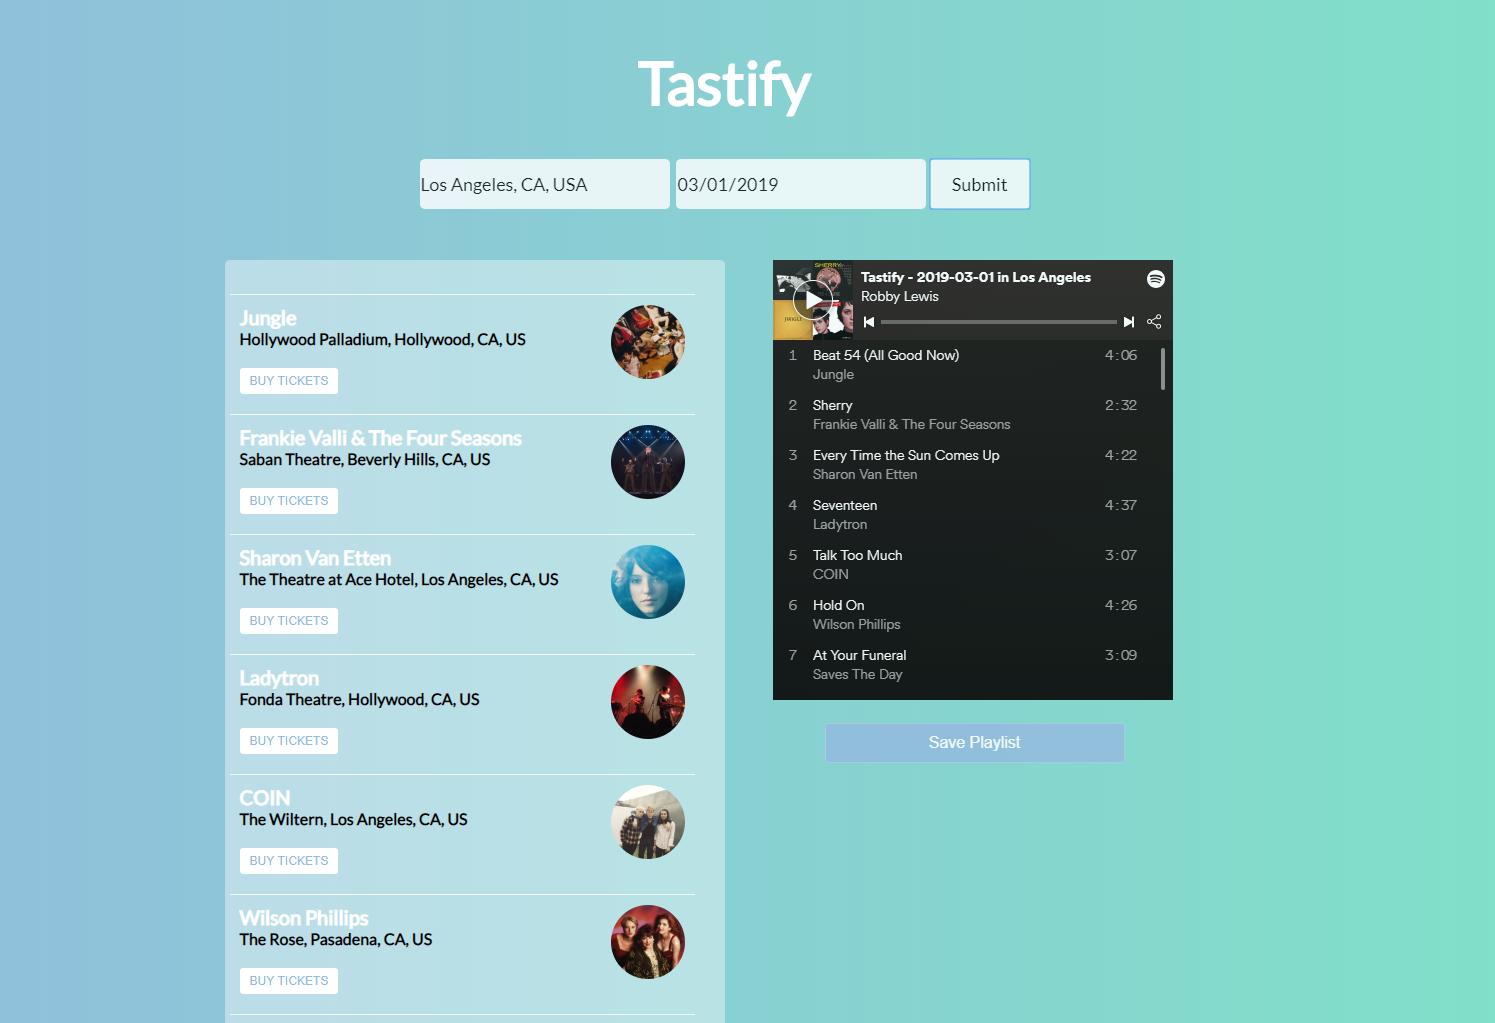 Tastify
Los Angeles, CA, USA
03/01/2019
Submit
Jungle
Hollywood Palladium, Hollywood, CA, US
BUY TICKETS
Frankie Valli & The Four Seasons
Saban Theatre, Beverly Hills, CA, US
BUY TICKETS
Sharon Van Etten
The Theatre at Ace Hotel, Los Angeles, CA, US
BUY TICKETS
Ladytron
Fonda Theatre, Hollywood, CA, US
BUY TICKETS
COIN
The Wiltern, Los Angeles, CA, US
BUY TICKETS
Wilson Phillips
The Rose, Pasadena, CA, US
BUY TICKETS
SHERRY
JUNGLE
Tastify - 2019-03-01 in Los Angeles
Robby Lewis
1 Beat 54 (All Good Now) 4:06
Jungle
2 Sherry 2:32
Frankie Valli & The Four Seasons
3 Every Time the Sun Comes Up 4:22
Sharon Van Etten
4 Seventeen 4:37
Ladytron
5 Talk Too Much 3:07
COIN
6 Hold On 4:26
Wilson Phillips
7 At Your Funeral 3:09
Saves The Day
Save Playlist